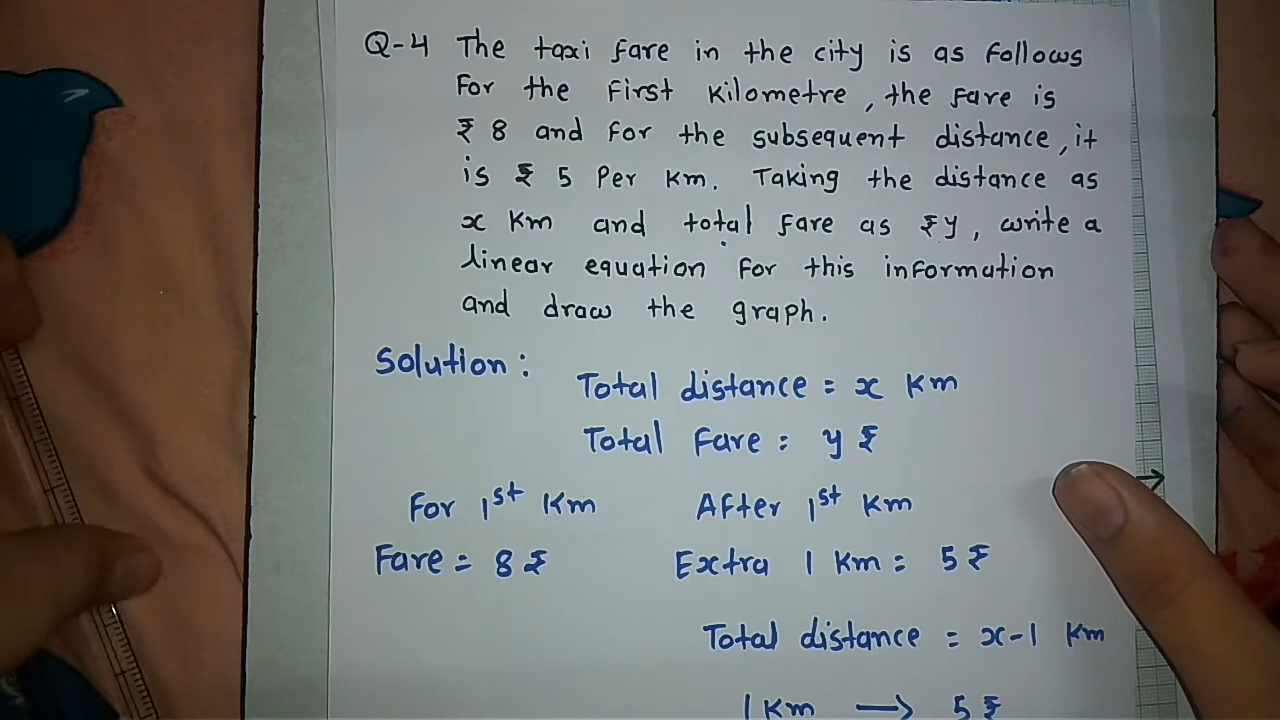 Q-4 The taxi fare in the city is as follows
For the first Kilometre, the fare is
₹ 8 and for the subsequent distance, it
is ₹ 5 Per Km. Taking the distance as
x Km and total fare as ₹y, write a
linear equation for this information
and draw the graph.
Solution:
Total distance = x Km
Total Fare = y ₹
For 1st Km
Fare = 8 ₹
After 1st Km
Extra 1 Km = 5 ₹
Total distance = x-1 Km
1 Km → 5 ₹